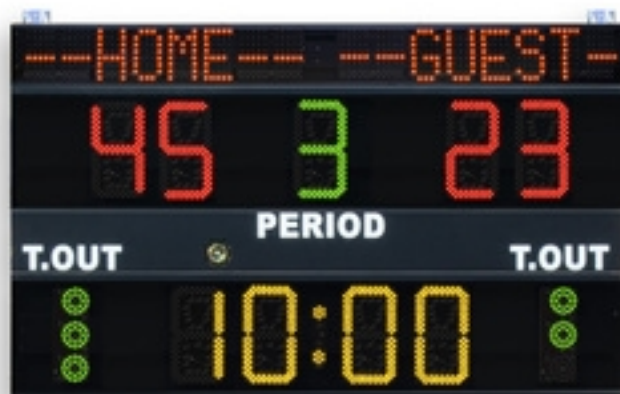 --HOME-- --GUEST-
45 3 23
PERIOD
T.OUT T.OUT
10:00